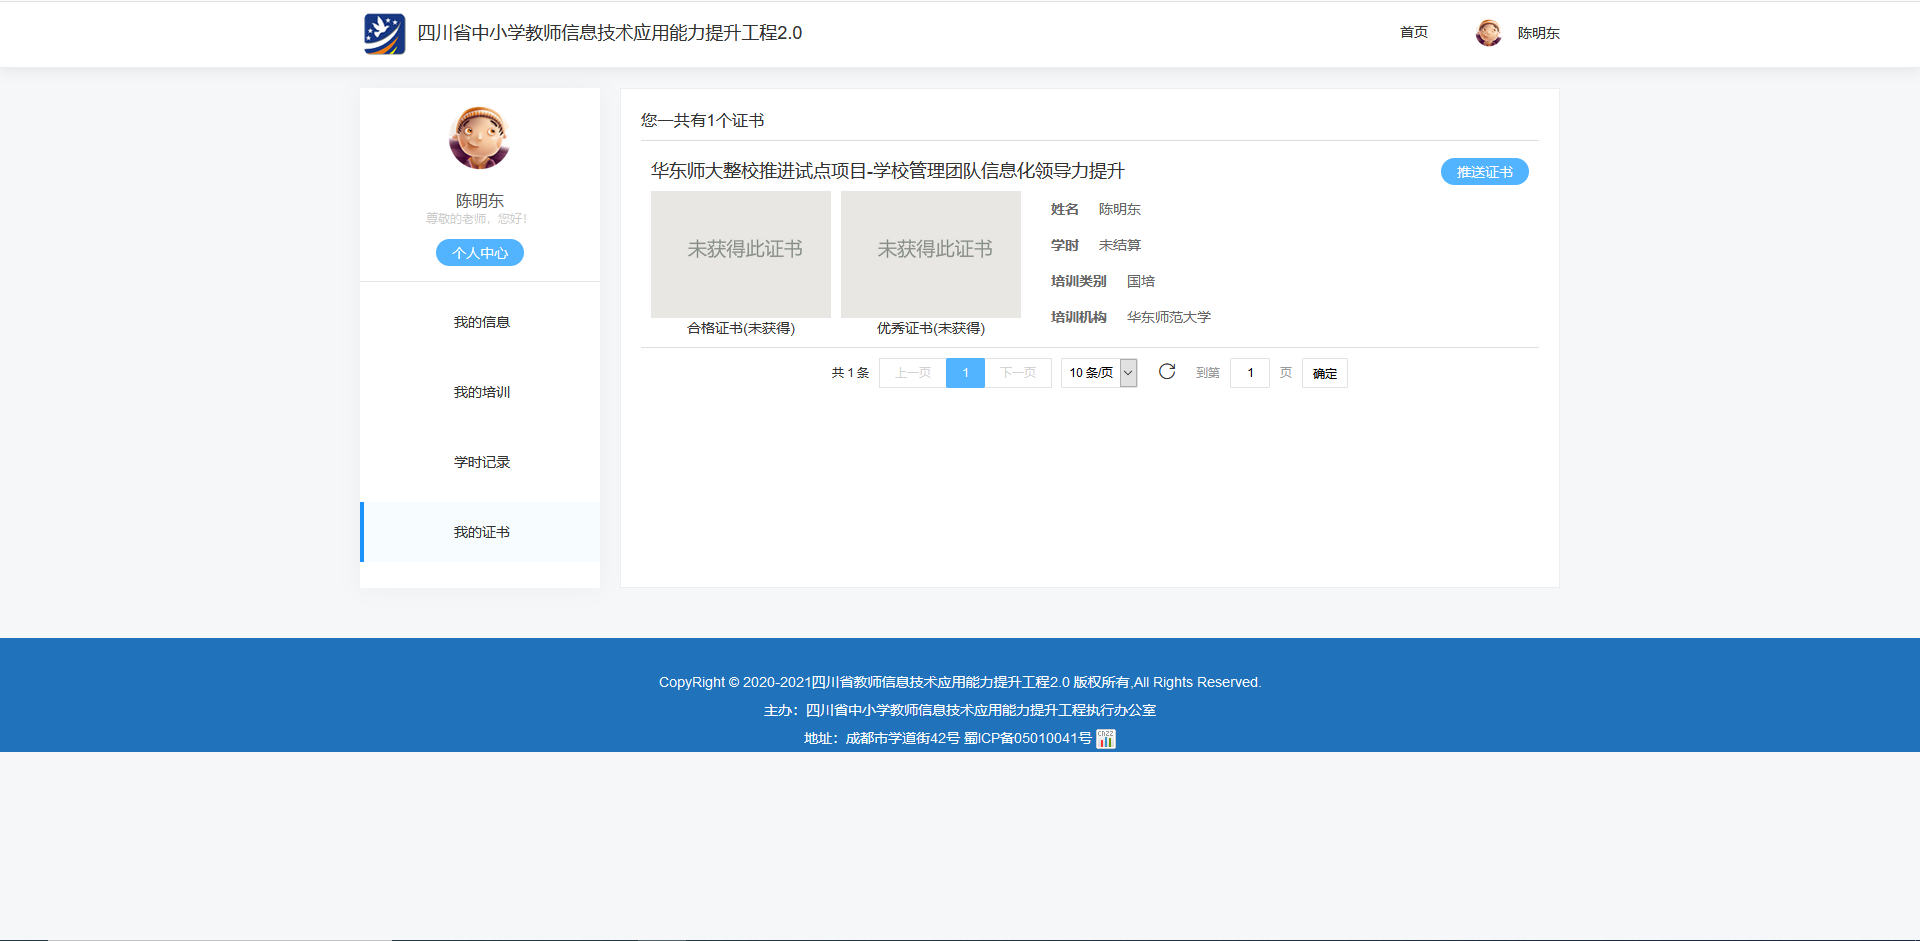 四川省中小学教师信息技术应用能力提升工程2.0
首页
陈明东
陈明东
尊敬的老师，您好！
个人中心
我的信息
我的培训
学时记录
我的证书
您一共有1个证书
华东师大整校推进试点项目-学校管理团队信息化领导力提升
推送证书
未获得此证书
合格证书(未获得)
未获得此证书
优秀证书(未获得)
姓名 陈明东
学时 未结算
培训类别 国培
培训机构 华东师范大学
共 1 条 上一页 1 下一页 10 条/页 到第 1 页 确定
CopyRight © 2020-2021四川省教师信息技术应用能力提升工程2.0 版权所有,All Rights Reserved.
主办：四川省中小学教师信息技术应用能力提升工程执行办公室
地址：成都市学道街42号 蜀ICP备05010041号